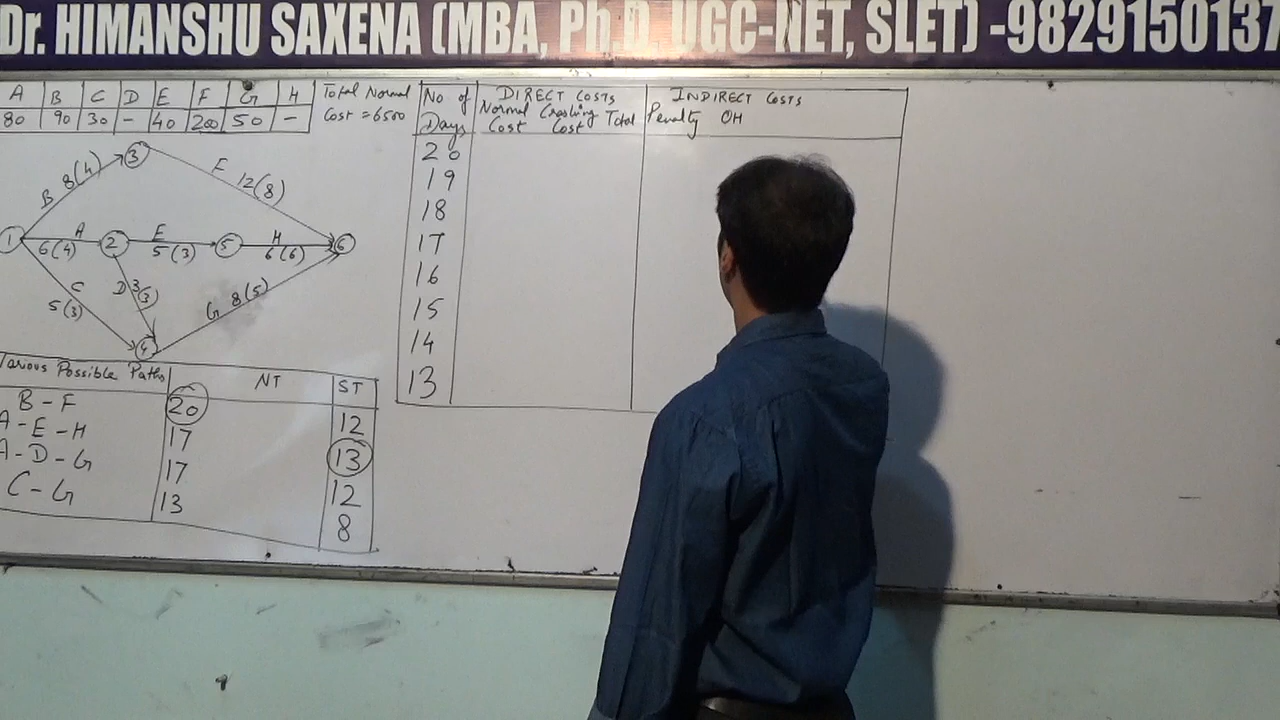 Dr. HIMANSHU SAXENA (MBA, Ph.D, UGC-NET, SLET) -9829150137
A B C D E F G H
80 90 30 - 40 200 50 -
Total Normal
Cost = 6500
No of Days
DIRECT COSTS
Normal Cost Crashing Cost Total
INDIRECT COSTS
Penalty OH
20
19
18
17
16
15
14
13
3
B 8(4)
F 12(8)
1
A
6(4)
2
E
5(3)
5
H
6(6)
6
C
5(3)
D 3(3)
G 8(5)
4
Various Possible Paths NT ST
B - F 20 12
A - E - H 17 13
A - D - G 17 12
C - G 13 8